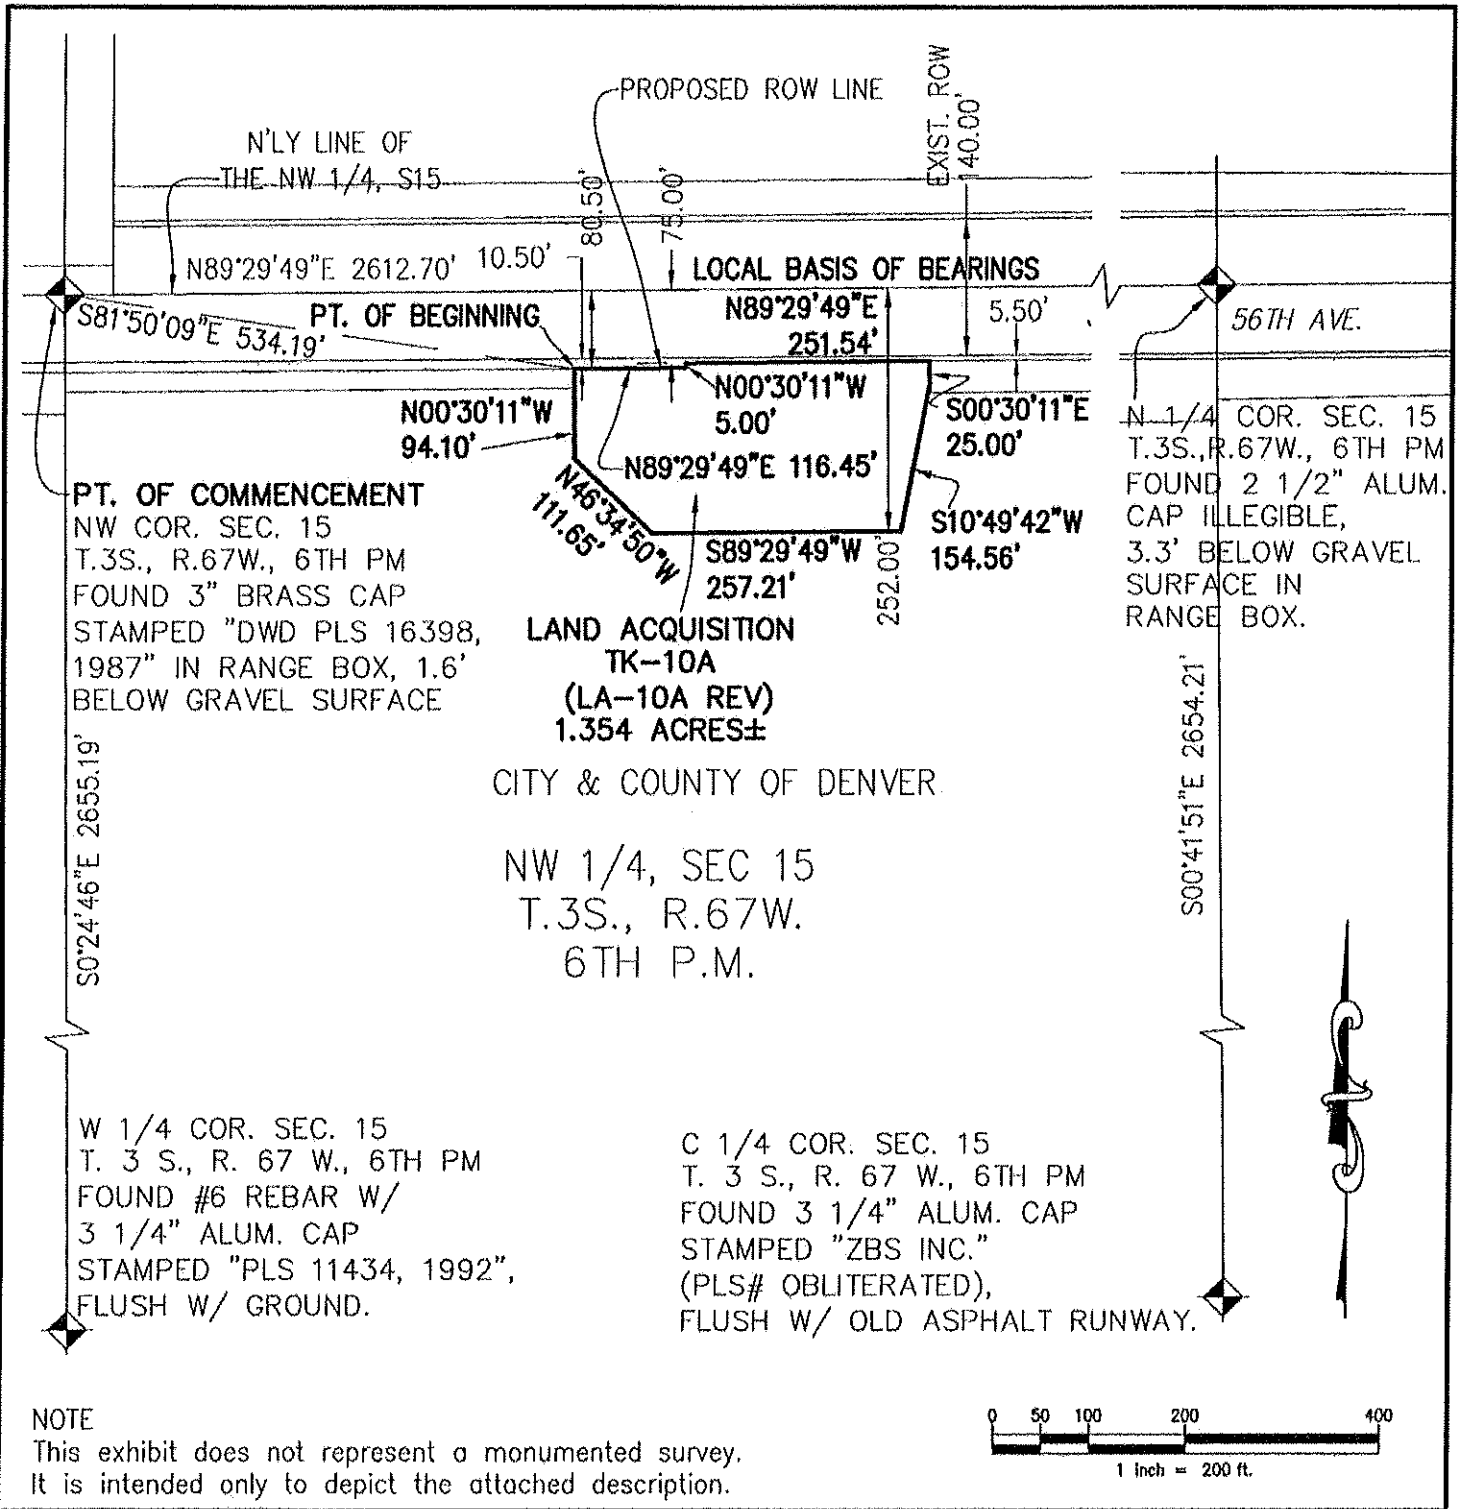 PROPOSED ROW LINE
EXIST. ROW
140.00'
N'LY LINE OF
THE NW 1/4, S15
80.50'
75.00'
N89°29'49"E 2612.70'
10.50'
LOCAL BASIS OF BEARINGS
N89°29'49"E
251.54'
5.50'
56TH AVE.
S81°50'09"E 534.19'
PT. OF BEGINNING
N00°30'11"W
94.10'
N00°30'11"W
5.00'
S00°30'11"E
25.00'
N89°29'49"E 116.45'
N46°34'50"W
111.65'
S89°29'49"W
257.21'
252.00'
S10°49'42"W
154.56'
PT. OF COMMENCEMENT
NW COR. SEC. 15
T.3S., R.67W., 6TH PM
FOUND 3" BRASS CAP
STAMPED "DWD PLS 16398,
1987" IN RANGE BOX, 1.6'
BELOW GRAVEL SURFACE
N 1/4 COR. SEC. 15
T.3S.,R.67W., 6TH PM
FOUND 2 1/2" ALUM.
CAP ILLEGIBLE,
3.3' BELOW GRAVEL
SURFACE IN
RANGE BOX.
LAND ACQUISITION
TK-10A
(LA-10A REV)
1.354 ACRES±
CITY & COUNTY OF DENVER
S0°24'46"E 2655.19'
S00°41'51"E 2654.21'
NW 1/4, SEC 15
T.3S., R.67W.
6TH P.M.
W 1/4 COR. SEC. 15
T. 3 S., R. 67 W., 6TH PM
FOUND #6 REBAR W/
3 1/4" ALUM. CAP
STAMPED "PLS 11434, 1992",
FLUSH W/ GROUND.
C 1/4 COR. SEC. 15
T. 3 S., R. 67 W., 6TH PM
FOUND 3 1/4" ALUM. CAP
STAMPED "ZBS INC."
(PLS# OBLITERATED),
FLUSH W/ OLD ASPHALT RUNWAY.
NOTE
This exhibit does not represent a monumented survey.
It is intended only to depict the attached description.
0 50 100 200 400
1 inch = 200 ft.